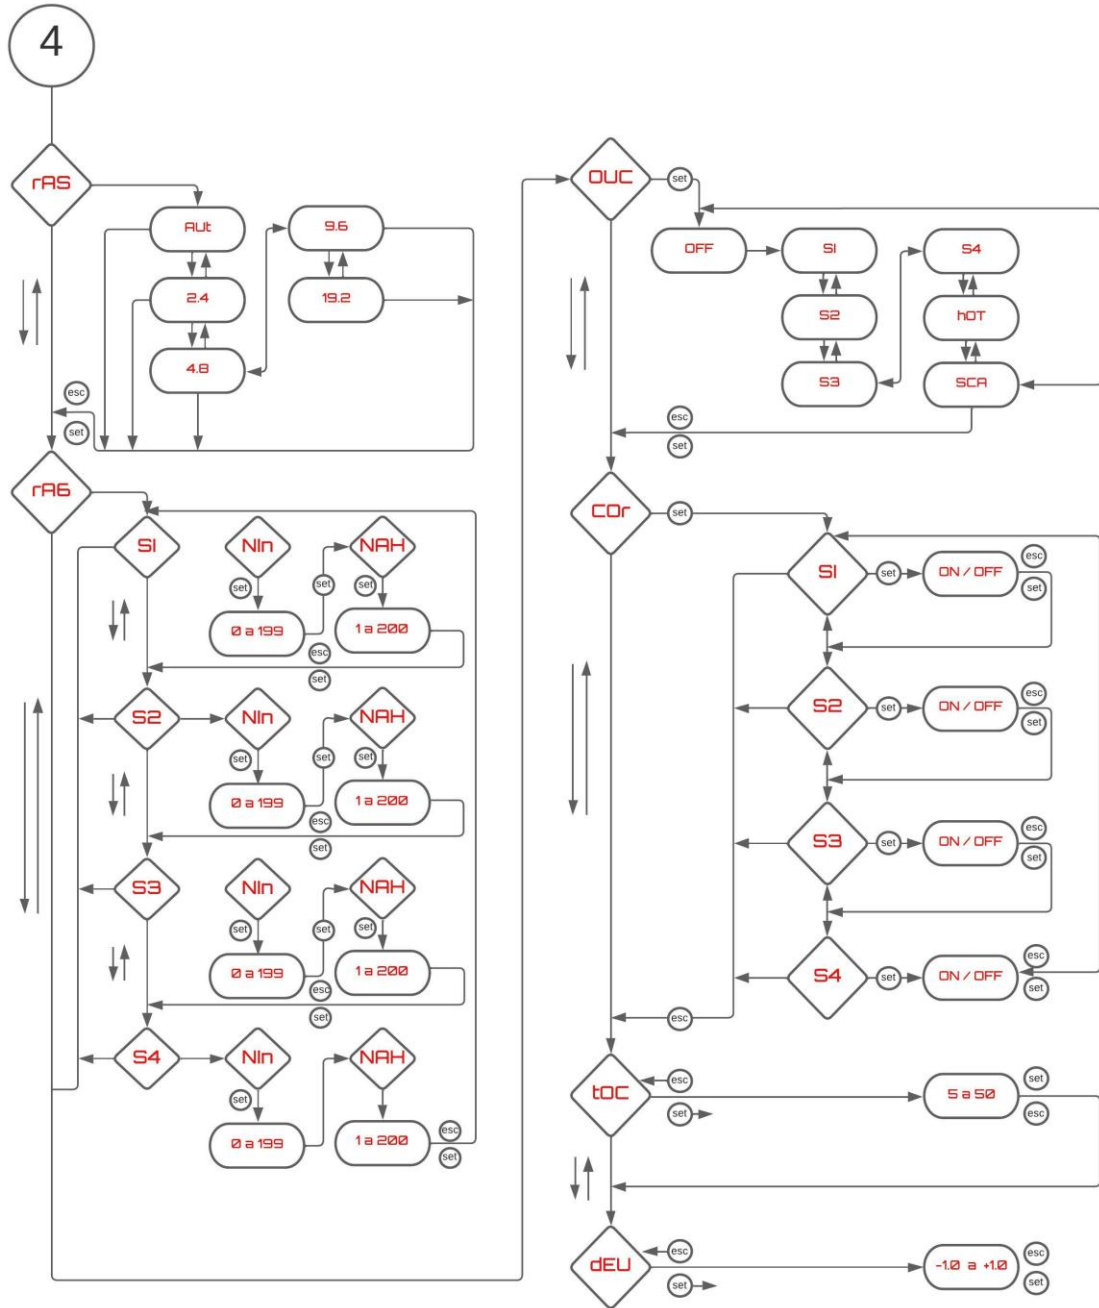 4
rAS
AUt
2.4
4.8
9.6
19.2
esc
set
rA6
S1
NIn
set
0 a 199
set
NAH
set
1 a 200
esc
set
S2
NIn
set
0 a 199
set
NAH
set
1 a 200
esc
set
S3
NIn
set
0 a 199
set
NAH
set
1 a 200
esc
set
S4
NIn
set
0 a 199
NAH
1 a 200
esc
set
OUC
set
OFF
S1
S2
S3
S4
hOT
SCA
esc
set
COr
set
S1
set
ON / OFF
esc
set
S2
set
ON / OFF
esc
set
S3
set
ON / OFF
esc
set
S4
set
ON / OFF
esc
set
esc
tOC
esc
set
5 a 50
set
esc
dEU
esc
set
-1.0 a +1.0
esc
set